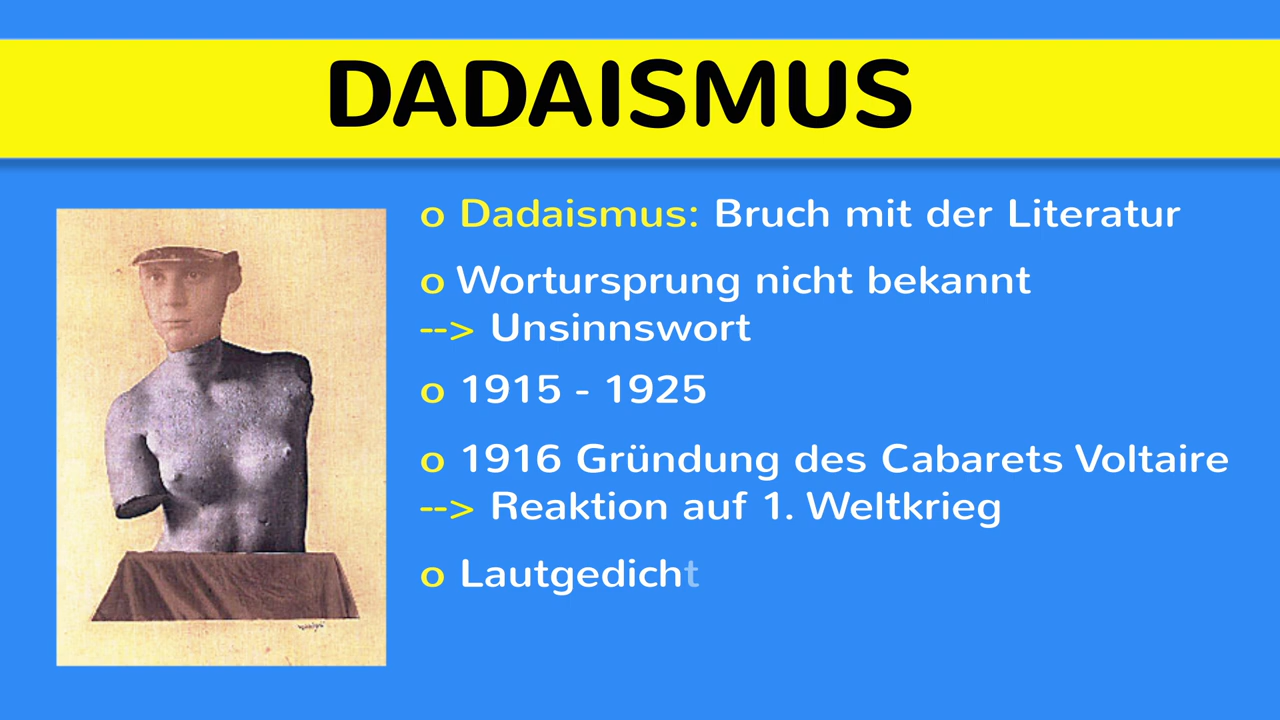 DADAISMUS
o Dadaismus: Bruch mit der Literatur
o Wortursprung nicht bekannt
--> Unsinnswort
o 1915 - 1925
o 1916 Gründung des Cabarets Voltaire
--> Reaktion auf 1. Weltkrieg
o Lautgedicht